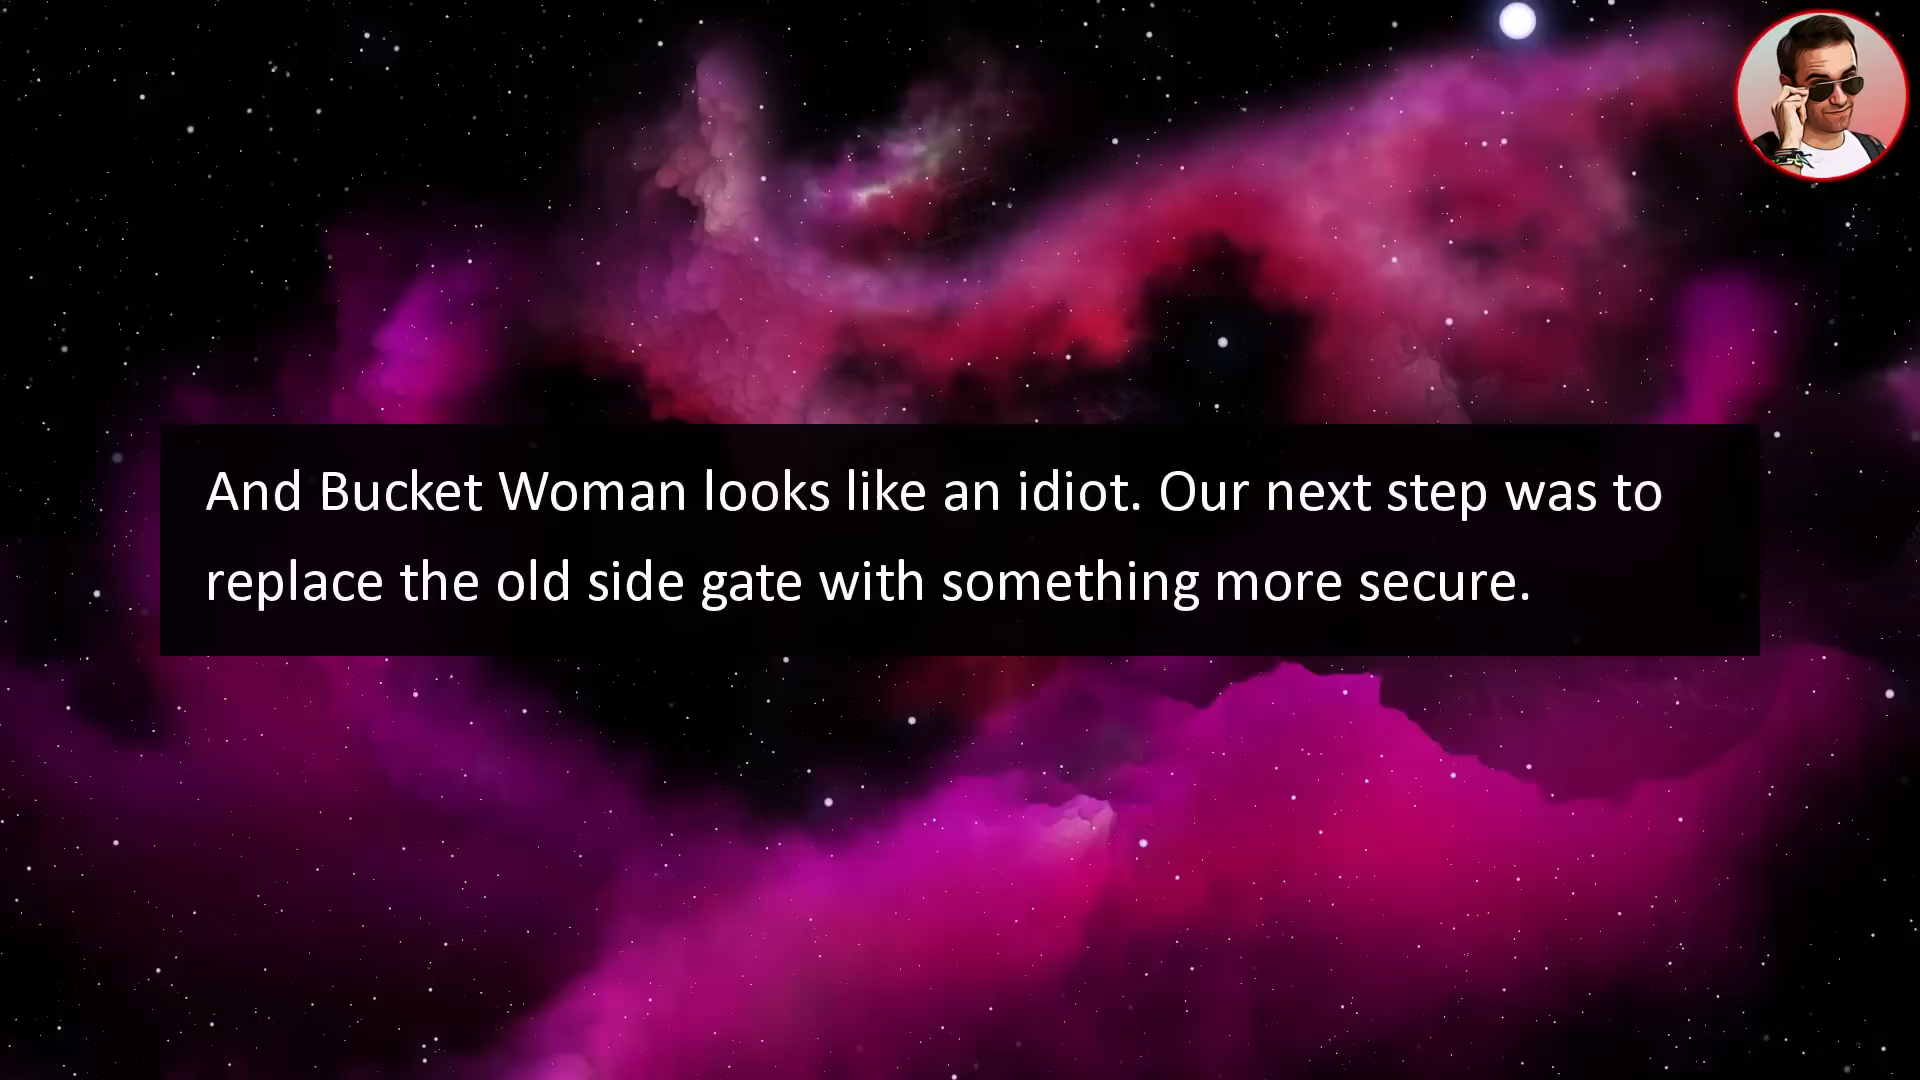 And Bucket Woman looks like an idiot. Our next step was to
replace the old side gate with something more secure.